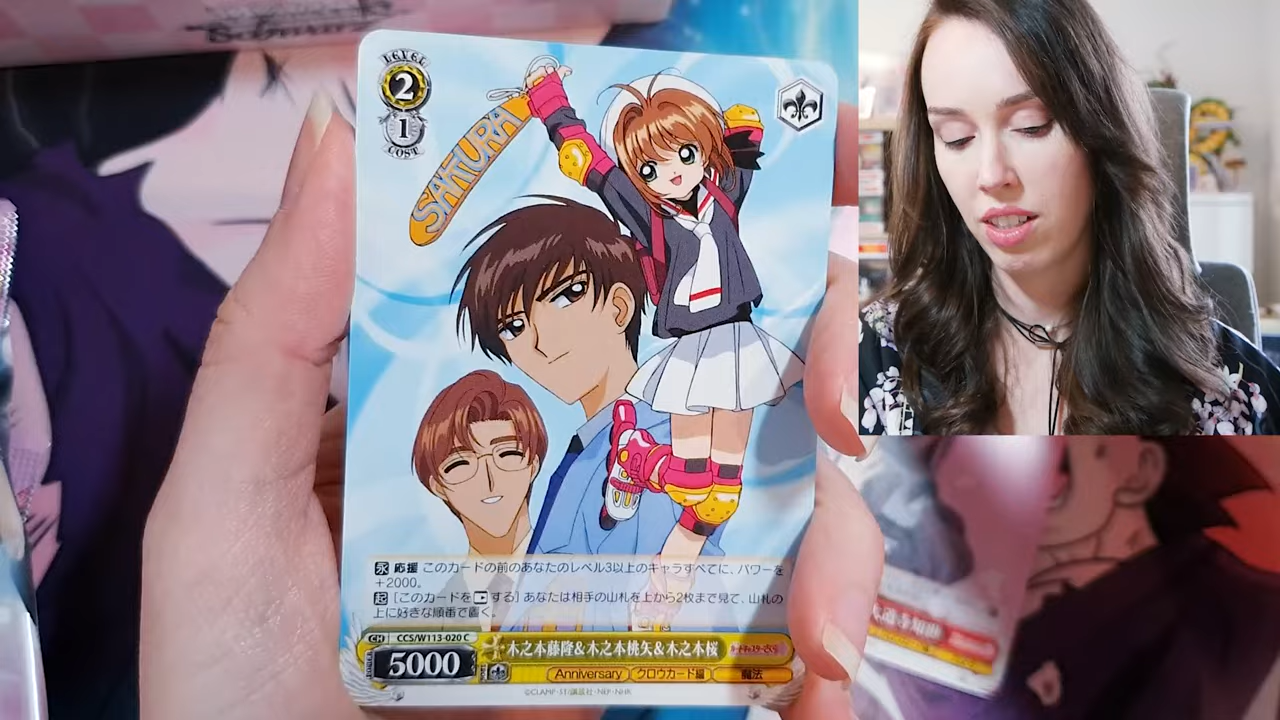 LEVEL
2
1
COST
SAKURA
永 応援 このカードの前のあなたのレベル3以上のキャラすべてに、パワーを
+2000。
起 [このカードを する] あなたは相手の山札を上から2枚まで見て、山札の
上に好きな順番で置く。
CH CCS/W113-020 C
5000
木之本藤隆&木之本桃矢&木之本桜
Anniversary クロウカード編 魔法
©CLAMP・ST/講談社・NEP・NHK
大道寺知世